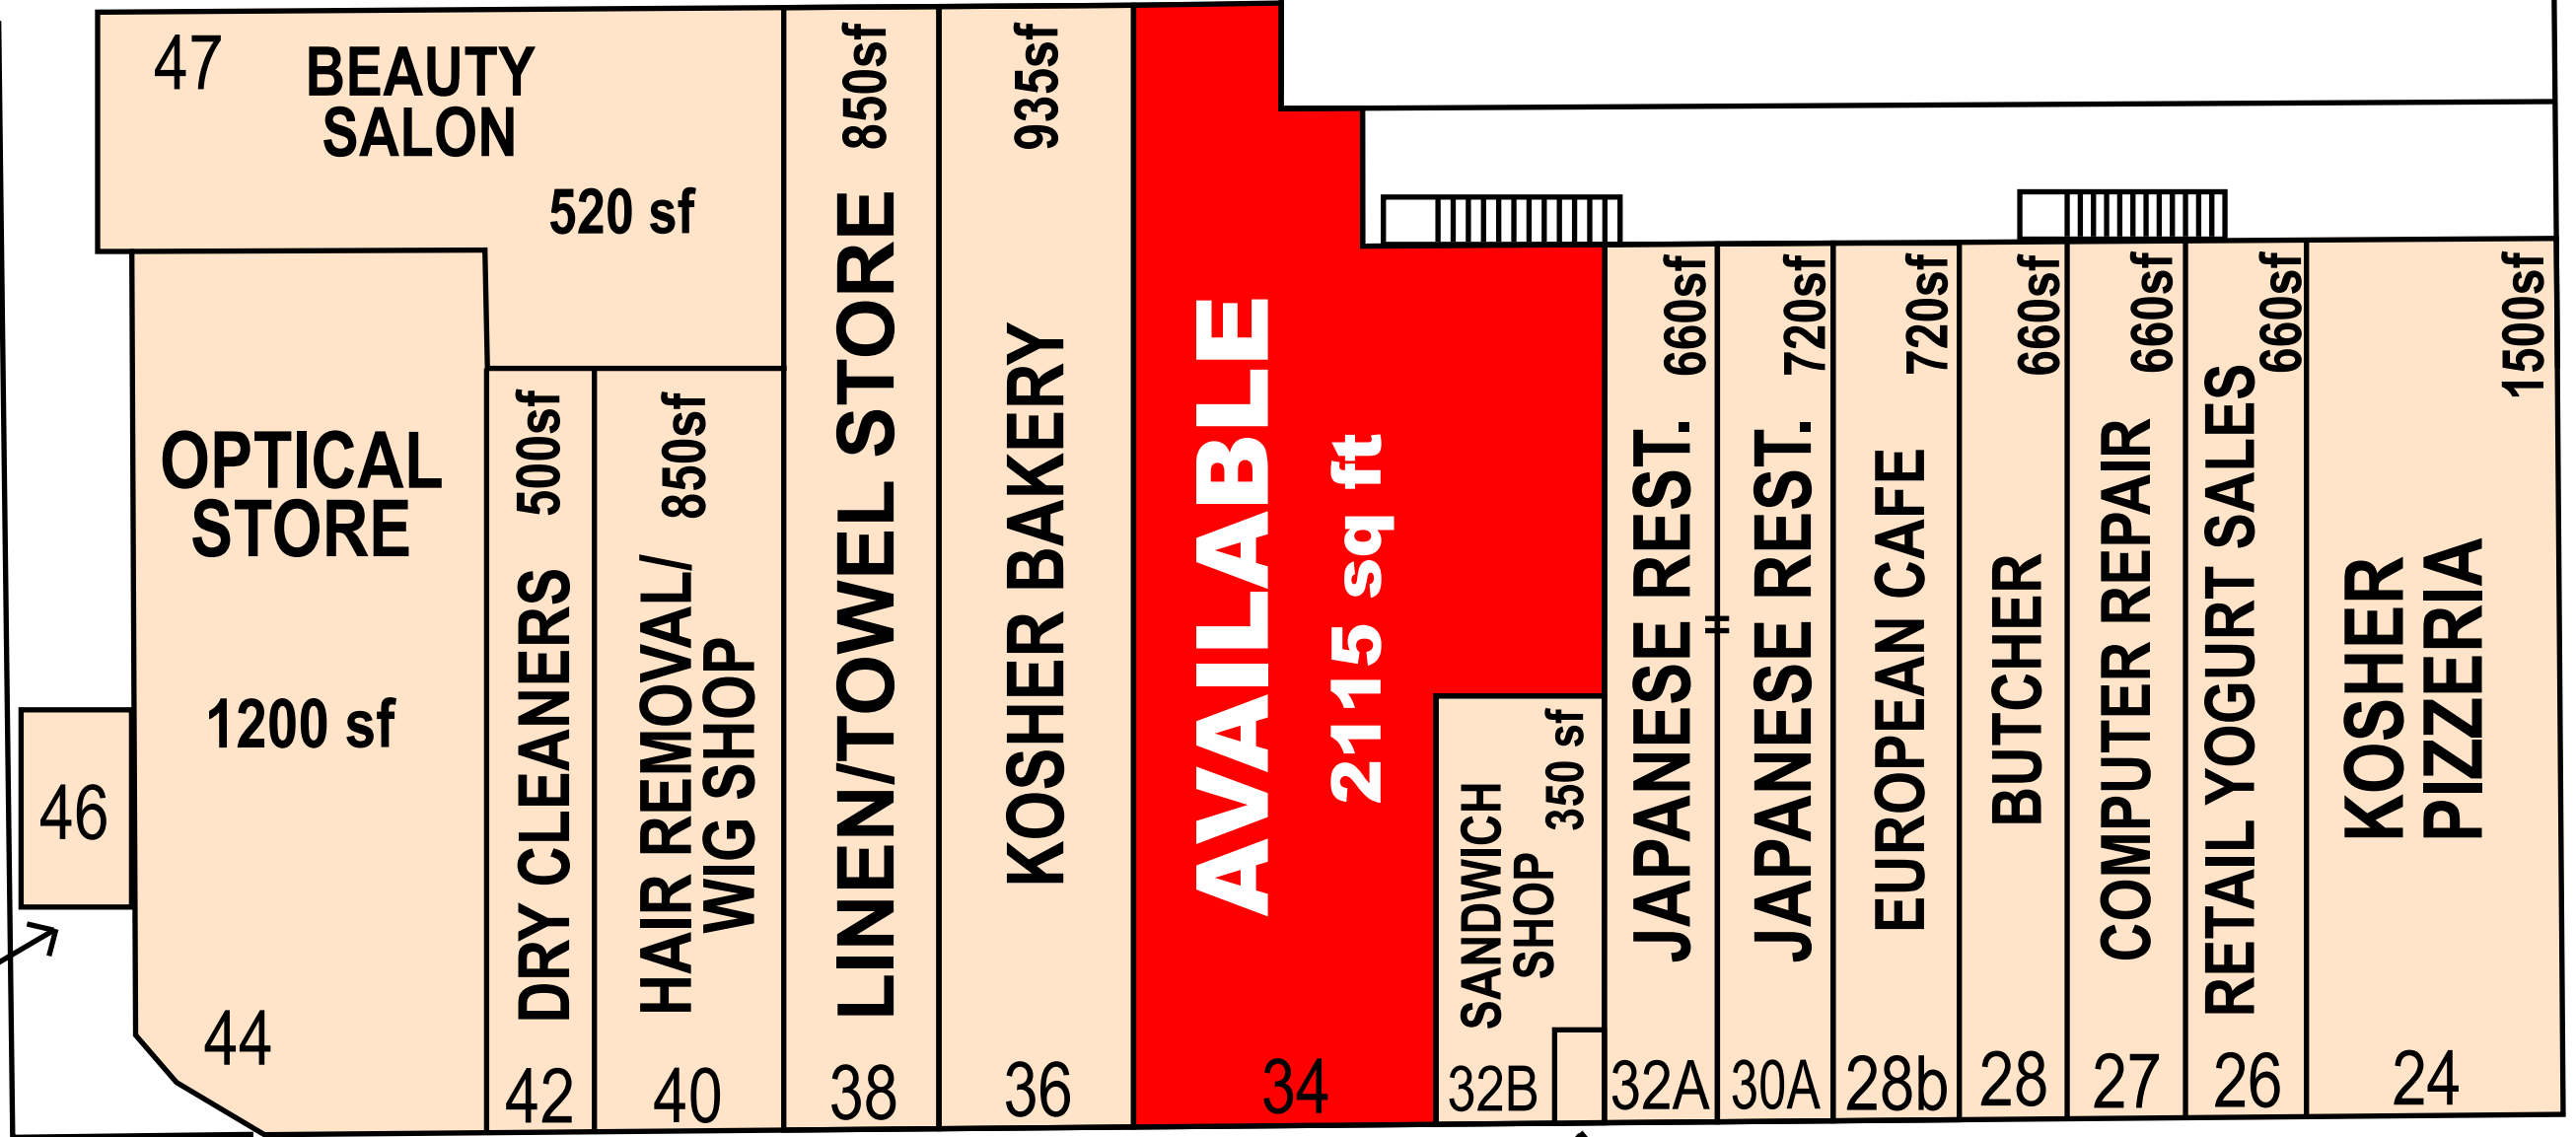 47
BEAUTY
SALON
520 sf
OPTICAL
STORE
1200 sf
46
44
500sf
DRY CLEANERS
42
850sf
HAIR REMOVAL/
WIG SHOP
40
850sf
LINEN/TOWEL STORE
38
935sf
KOSHER BAKERY
36
AVAILABLE
2115 sq ft
34
350 sf
SANDWICH
SHOP
32B
660sf
JAPANESE REST.
32A
720sf
JAPANESE REST.
30A
720sf
EUROPEAN CAFE
28b
660sf
BUTCHER
28
660sf
COMPUTER REPAIR
27
660sf
RETAIL YOGURT SALES
26
1500sf
KOSHER
PIZZERIA
24